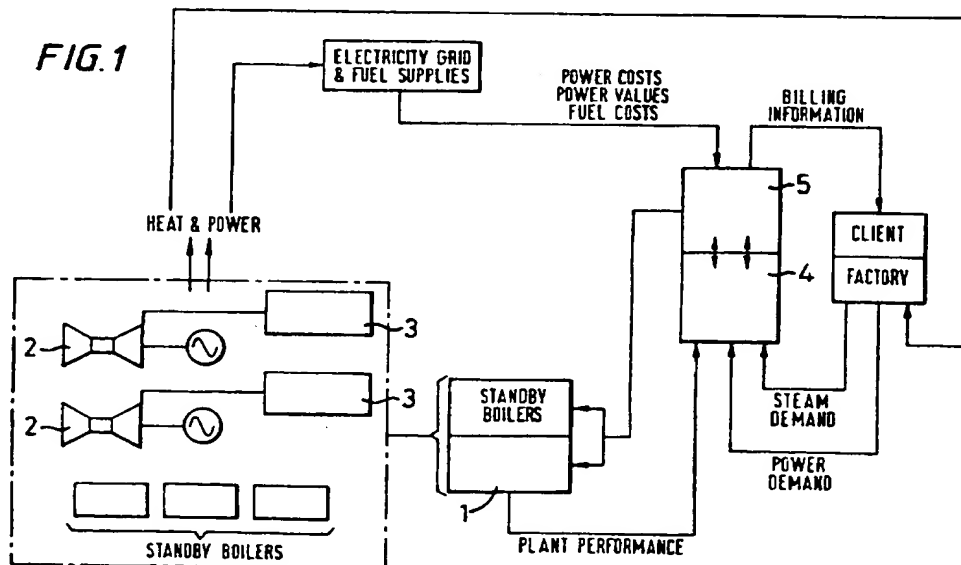 FIG.1
ELECTRICITY GRID
& FUEL SUPPLIES
POWER COSTS
POWER VALUES
FUEL COSTS
BILLING
INFORMATION
5
4
CLIENT
FACTORY
HEAT & POWER
2
3
2
3
STANDBY BOILERS
STANDBY
BOILERS
1
PLANT PERFORMANCE
STEAM
DEMAND
POWER
DEMAND